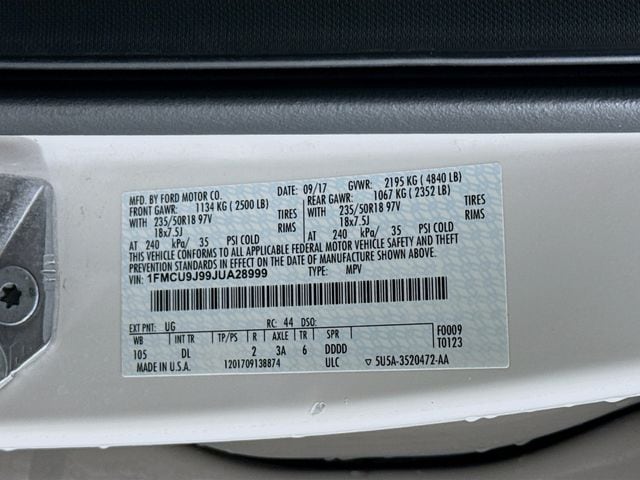 MFD. BY FORD MOTOR CO. DATE: 09/17 GVWR: 2195 KG ( 4840 LB)
FRONT GAWR: 1134 KG ( 2500 LB) REAR GAWR: 1067 KG ( 2352 LB)
WITH 235/50R18 97V TIRES WITH 235/50R18 97V TIRES
18x7.5J RIMS 18x7.5J RIMS
AT 240 kPa/ 35 PSI COLD AT 240 kPa/ 35 PSI COLD
THIS VEHICLE CONFORMS TO ALL APPLICABLE FEDERAL MOTOR VEHICLE SAFETY AND THEFT
PREVENTION STANDARDS IN EFFECT ON THE DATE OF MANUFACTURE SHOWN ABOVE.
VIN: 1FMCU9J99JUA28999 TYPE: MPV
EXT PNT: UG RC: 44 DSO: F0009
WB INT TR TP/PS R AXLE TR SPR T0123
105 DL 2 3A 6 DDDD
MADE IN U.S.A. 1201709138874 ULC ▽ 5U5A-3520472-AA